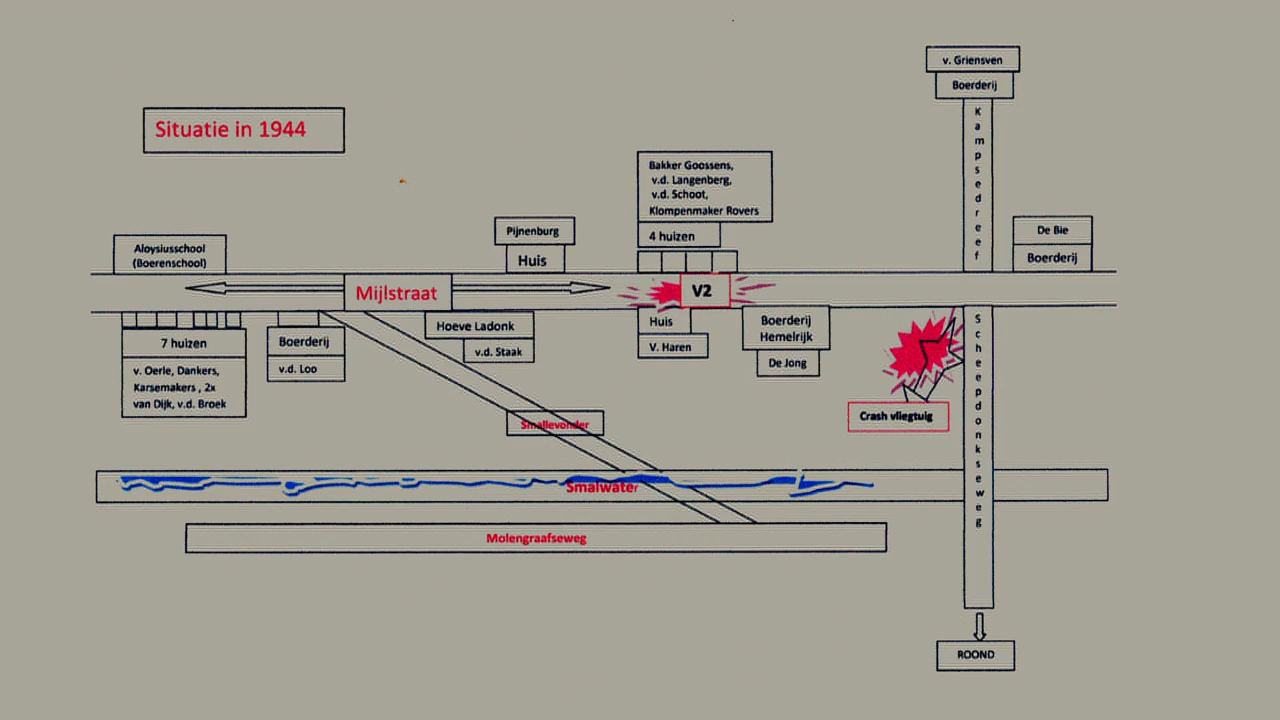 v. Griensven
Boerderij
Situatie in 1944
Kampsedreef
Bakker Goossens,
v.d. Langenberg,
v.d. Schoot,
Klompenmaker Rovers
4 huizen
Pijnenburg
Huis
Aloysiusschool
(Boerenschool)
De Bie
Boerderij
Mijlstraat
V2
7 huizen
v. Oerle, Dankers,
Karsemakers , 2x
van Dijk, v.d. Broek
Boerderij
v.d. Loo
Hoeve Ladonk
v.d. Staak
Huis
V. Haren
Boerderij
Hemelrijk
De Jong
Scheepdonkseweg
Crash vliegtuig
Smallevonder
Smalwater
Molengraafseweg
ROOND